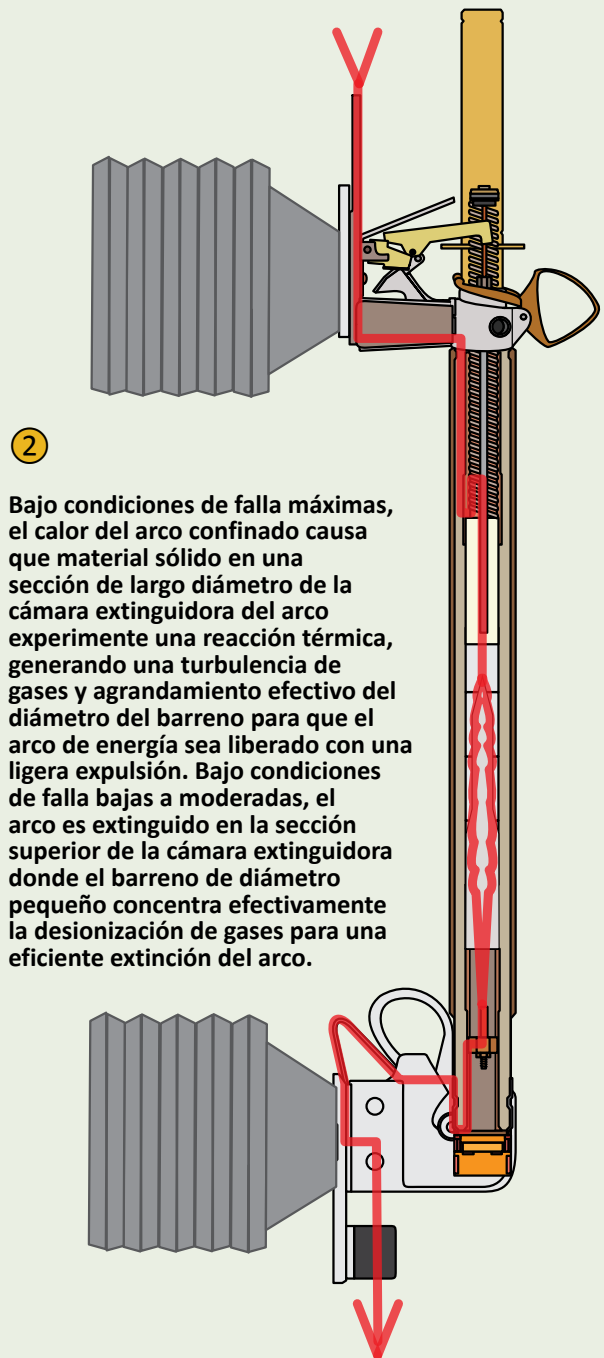 2
Bajo condiciones de falla máximas,
el calor del arco confinado causa
que material sólido en una
sección de largo diámetro de la
cámara extinguidora del arco
experimente una reacción térmica,
generando una turbulencia de
gases y agrandamiento efectivo del
diámetro del barreno para que el
arco de energía sea liberado con una
ligera expulsión. Bajo condiciones
de falla bajas a moderadas, el
arco es extinguido en la sección
superior de la cámara extinguidora
donde el barreno de diámetro
pequeño concentra efectivamente
la desionización de gases para una
eficiente extinción del arco.